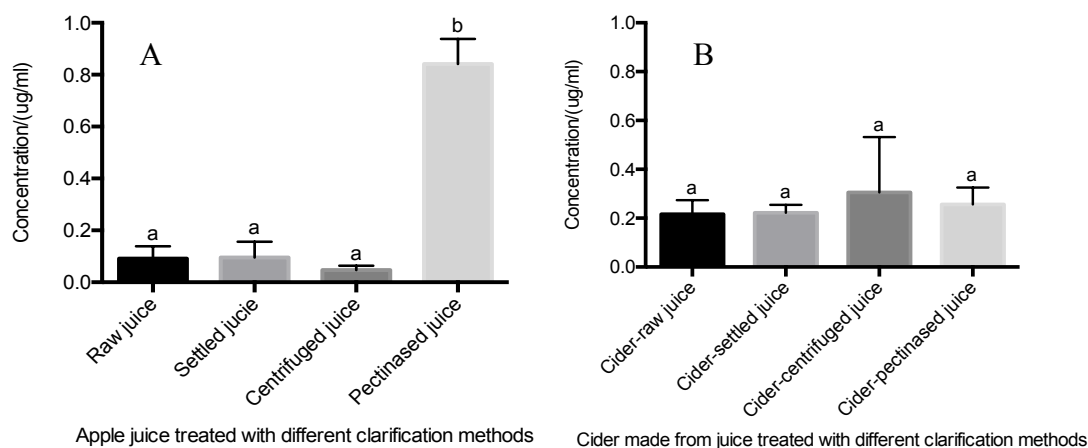 A
Concentration/(ug/ml)
1.0
0.8
0.6
0.4
0.2
0.0
a
a
a
b
Raw juice
Settled jucie
Centrifuged juice
Pectinased juice
Apple juice treated with different clarification methods
B
Concentration/(ug/ml)
1.0
0.8
0.6
0.4
0.2
0.0
a
a
a
a
Cider-raw juice
Cider-settled juice
Cider-centrifuged juice
Cider-pectinased juice
Cider made from juice treated with different clarification methods